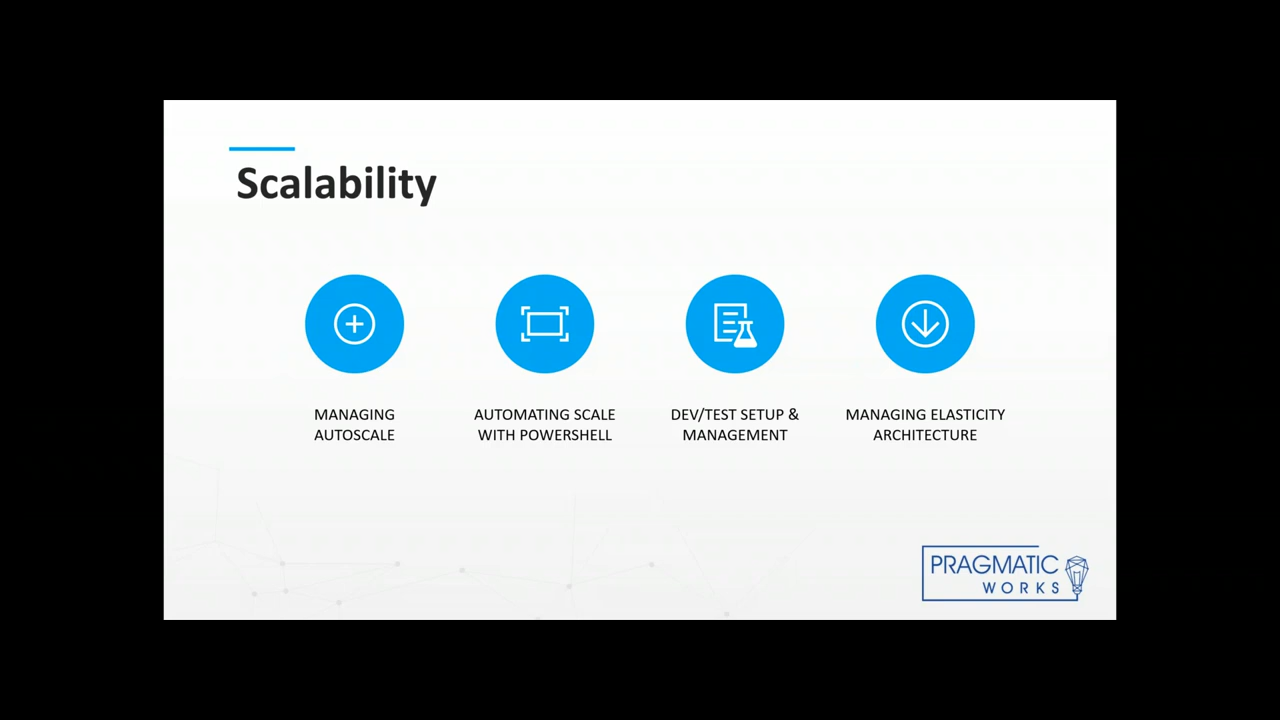 Scalability
MANAGING
AUTOSCALE
AUTOMATING SCALE
WITH POWERSHELL
DEV/TEST SETUP &
MANAGEMENT
MANAGING ELASTICITY
ARCHITECTURE
PRAGMATIC
WORKS